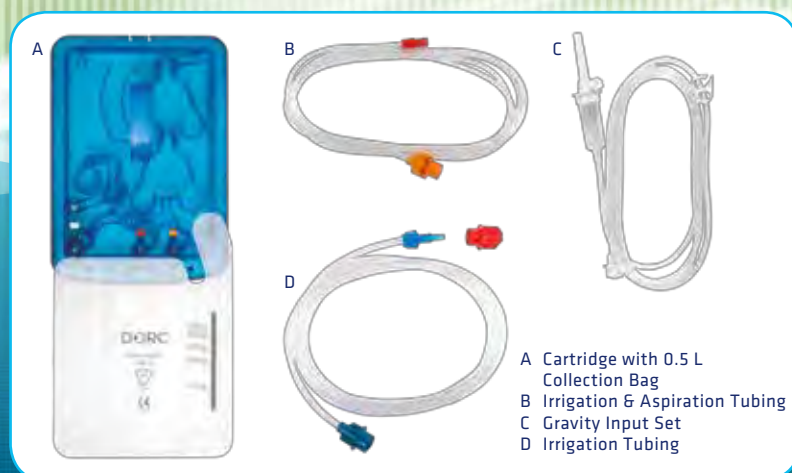 A
B
C
D
DORC
A Cartridge with 0.5 L
Collection Bag
B Irrigation & Aspiration Tubing
C Gravity Input Set
D Irrigation Tubing